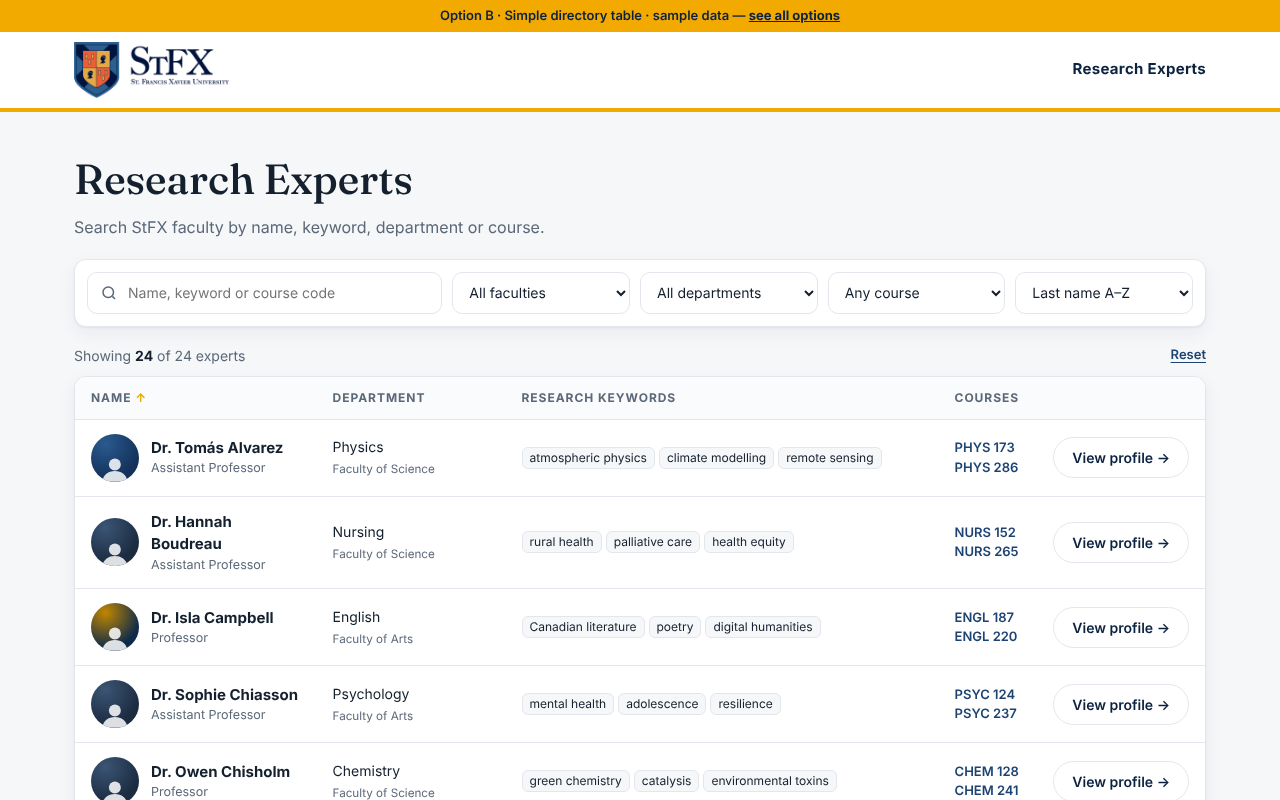 Option B · Simple directory table · sample data — see all options
StFX
St. Francis Xavier University
Research Experts
Research Experts
Search StFX faculty by name, keyword, department or course.
Name, keyword or course code
All faculties
All departments
Any course
Last name A–Z
Showing 24 of 24 experts
Reset
NAME ↑ DEPARTMENT RESEARCH KEYWORDS COURSES
Dr. Tomás Alvarez
Assistant Professor
Physics
Faculty of Science
atmospheric physics climate modelling remote sensing
PHYS 173
PHYS 286
View profile →
Dr. Hannah
Boudreau
Assistant Professor
Nursing
Faculty of Science
rural health palliative care health equity
NURS 152
NURS 265
View profile →
Dr. Isla Campbell
Professor
English
Faculty of Arts
Canadian literature poetry digital humanities
ENGL 187
ENGL 220
View profile →
Dr. Sophie Chiasson
Assistant Professor
Psychology
Faculty of Arts
mental health adolescence resilience
PSYC 124
PSYC 237
View profile →
Dr. Owen Chisholm
Professor
Chemistry
Faculty of Science
green chemistry catalysis environmental toxins
CHEM 128
CHEM 241
View profile →